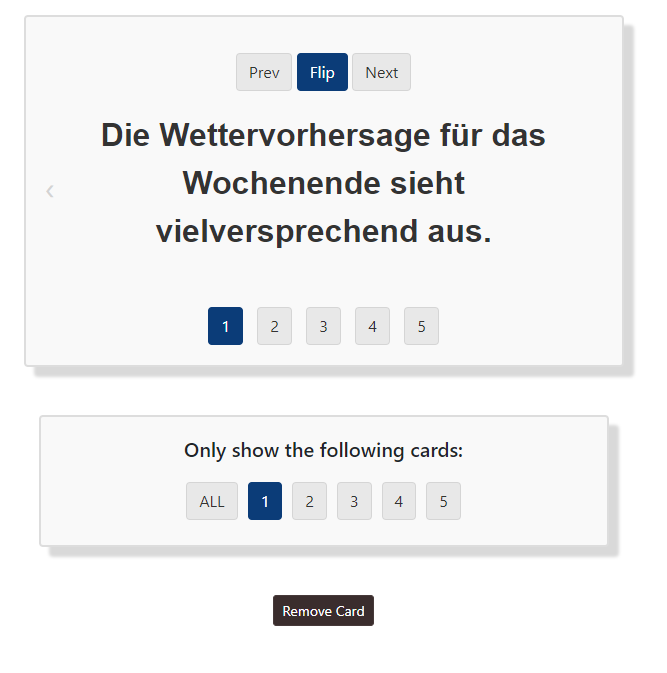 Prev Flip Next
Die Wettervorhersage für das
Wochenende sieht
vielversprechend aus.
1 2 3 4 5
Only show the following cards:
ALL 1 2 3 4 5
Remove Card